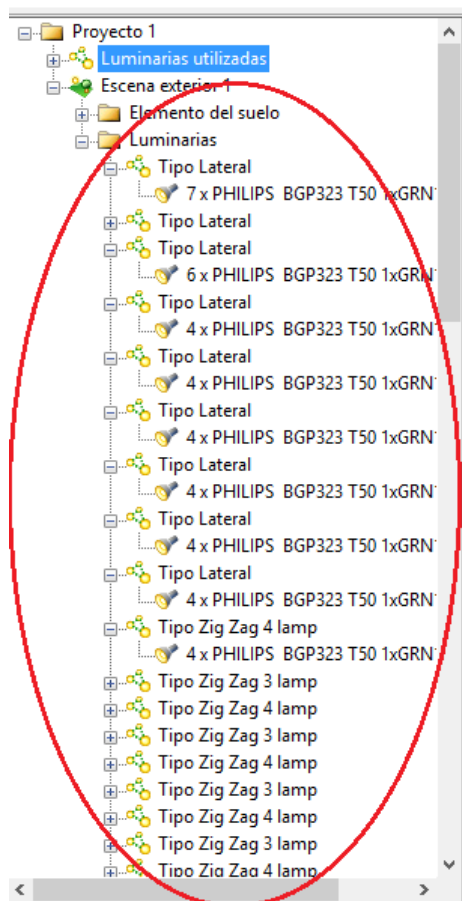 Proyecto 1
Luminarias utilizadas
Escena exterior 1
Elemento del suelo
Luminarias
Tipo Lateral
7 x PHILIPS BGP323 T50 1xGRN
Tipo Lateral
Tipo Lateral
6 x PHILIPS BGP323 T50 1xGRN
Tipo Lateral
4 x PHILIPS BGP323 T50 1xGRN
Tipo Lateral
4 x PHILIPS BGP323 T50 1xGRN
Tipo Lateral
4 x PHILIPS BGP323 T50 1xGRN
Tipo Lateral
4 x PHILIPS BGP323 T50 1xGRN
Tipo Lateral
4 x PHILIPS BGP323 T50 1xGRN
Tipo Lateral
4 x PHILIPS BGP323 T50 1xGRN
Tipo Zig Zag 4 lamp
4 x PHILIPS BGP323 T50 1xGRN
Tipo Zig Zag 3 lamp
Tipo Zig Zag 4 lamp
Tipo Zig Zag 3 lamp
Tipo Zig Zag 4 lamp
Tipo Zig Zag 3 lamp
Tipo Zig Zag 4 lamp
Tipo Zig Zag 3 lamp
Tipo Zig Zag 4 lamp